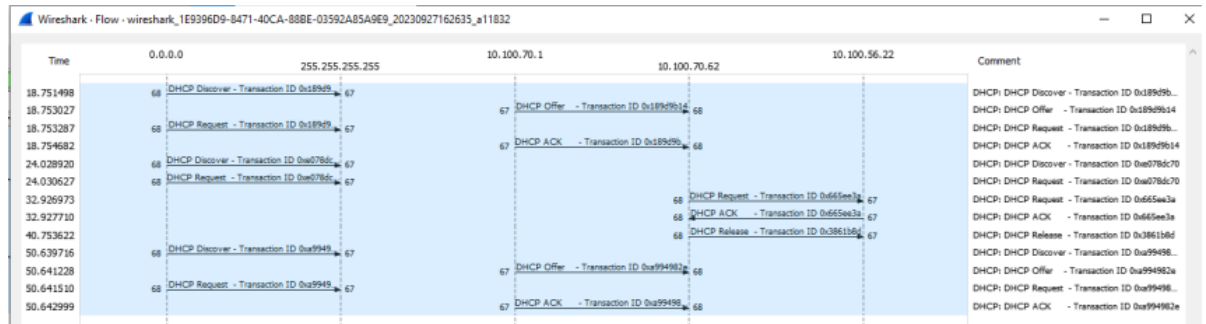 Wireshark · Flow · wireshark_1E9396D9-8471-40CA-88BE-03592A85A9E9_20230927162635_a11832
Time 0.0.0.0 255.255.255.255 10.100.70.1 10.100.70.62 10.100.56.22 Comment
18.751498 68 DHCP Discover - Transaction ID 0x189d9... 67 DHCP: DHCP Discover - Transaction ID 0x189d9b...
18.753027 67 DHCP Offer - Transaction ID 0x189d9b14 68 DHCP: DHCP Offer - Transaction ID 0x189d9b14
18.753287 68 DHCP Request - Transaction ID 0x189d9... 67 DHCP: DHCP Request - Transaction ID 0x189d9b...
18.754682 67 DHCP ACK - Transaction ID 0x189d9b... 68 DHCP: DHCP ACK - Transaction ID 0x189d9b14
24.028920 68 DHCP Discover - Transaction ID 0xe078dc... 67 DHCP: DHCP Discover - Transaction ID 0xe078dc70
24.030627 68 DHCP Request - Transaction ID 0xe078dc... 67 DHCP: DHCP Request - Transaction ID 0xe078dc70
32.926973 68 DHCP Request - Transaction ID 0x665ee3a 67 DHCP: DHCP Request - Transaction ID 0x665ee3a
32.927710 68 DHCP ACK - Transaction ID 0x665ee3a 67 DHCP: DHCP ACK - Transaction ID 0x665ee3a
40.753622 68 DHCP Release - Transaction ID 0x3861b8d 67 DHCP: DHCP Release - Transaction ID 0x3861b8d
50.639716 68 DHCP Discover - Transaction ID 0xa9949... 67 DHCP: DHCP Discover - Transaction ID 0xa99498...
50.641228 67 DHCP Offer - Transaction ID 0xa994982e 68 DHCP: DHCP Offer - Transaction ID 0xa994982e
50.641510 68 DHCP Request - Transaction ID 0xa9949... 67 DHCP: DHCP Request - Transaction ID 0xa99498...
50.642999 67 DHCP ACK - Transaction ID 0xa99498... 68 DHCP: DHCP ACK - Transaction ID 0xa994982e